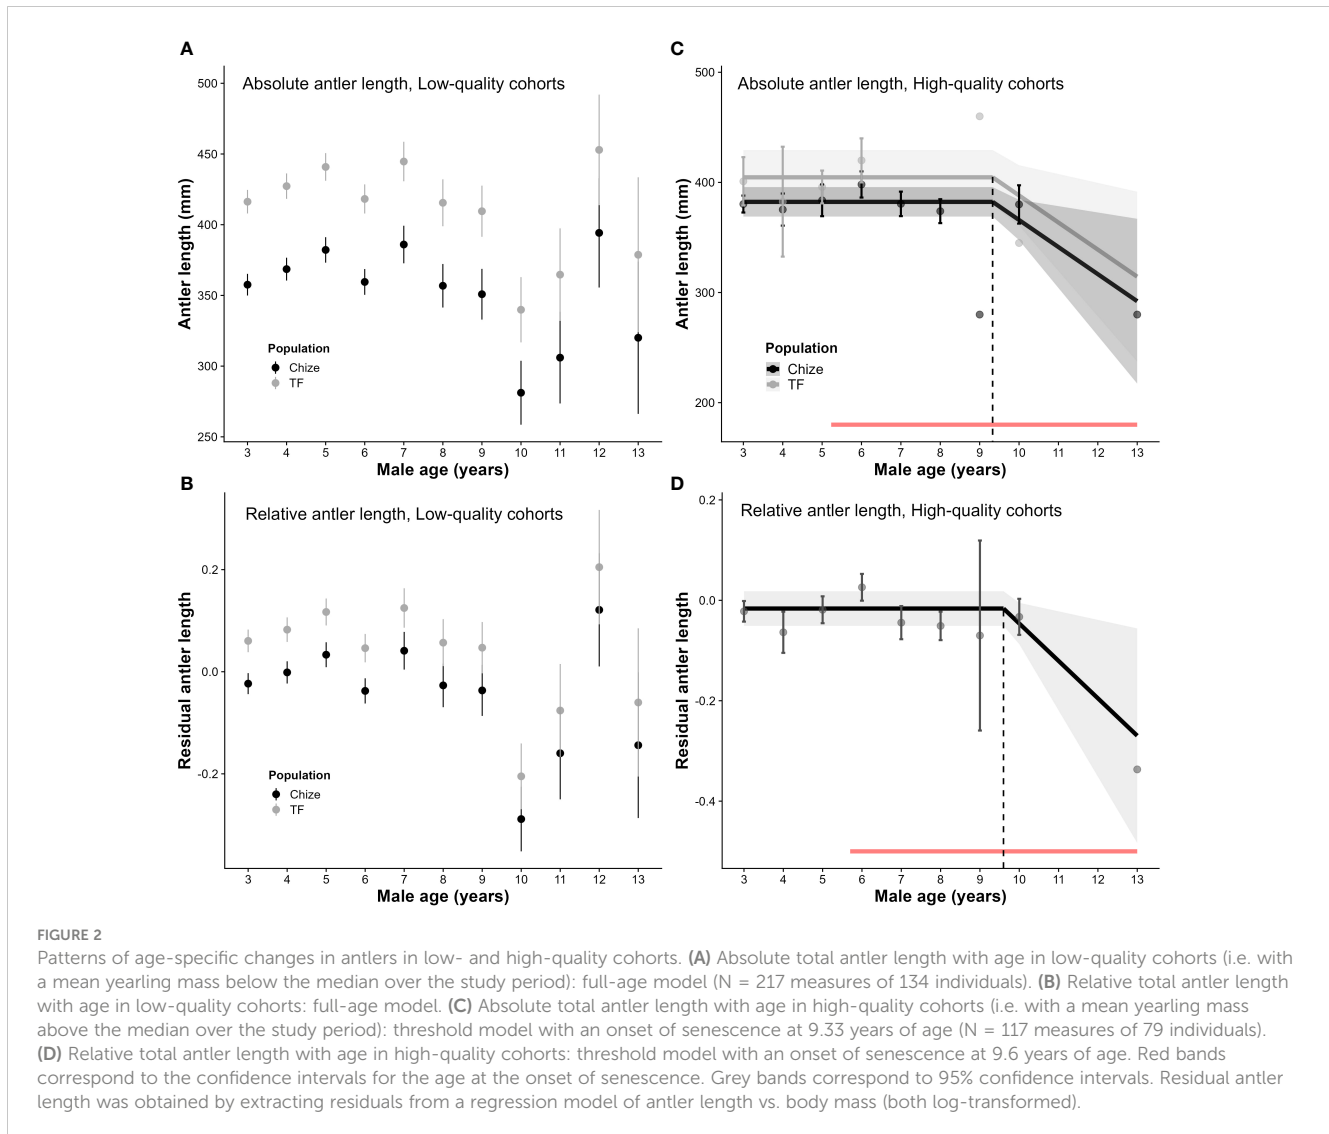 A
Absolute antler length, Low-quality cohorts
Antler length (mm)
500
450
400
350
300
250
Population
Chize
TF
3 4 5 6 7 8 9 10 11 12 13
Male age (years)
C
Absolute antler length, High-quality cohorts
Antler length (mm)
500
400
300
200
Population
Chize
TF
3 4 5 6 7 8 9 10 11 12 13
Male age (years)
B
Relative antler length, Low-quality cohorts
Residual antler length
0.2
0.0
-0.2
Population
Chize
TF
3 4 5 6 7 8 9 10 11 12 13
Male age (years)
D
Relative antler length, High-quality cohorts
Residual antler length
0.2
0.0
-0.2
-0.4
3 4 5 6 7 8 9 10 11 12 13
Male age (years)
FIGURE 2
Patterns of age-specific changes in antlers in low- and high-quality cohorts. (A) Absolute total antler length with age in low-quality cohorts (i.e. with
a mean yearling mass below the median over the study period): full-age model (N = 217 measures of 134 individuals). (B) Relative total antler length
with age in low-quality cohorts: full-age model. (C) Absolute total antler length with age in high-quality cohorts (i.e. with a mean yearling mass
above the median over the study period): threshold model with an onset of senescence at 9.33 years of age (N = 117 measures of 79 individuals).
(D) Relative total antler length with age in high-quality cohorts: threshold model with an onset of senescence at 9.6 years of age. Red bands
correspond to the confidence intervals for the age at the onset of senescence. Grey bands correspond to 95% confidence intervals. Residual antler
length was obtained by extracting residuals from a regression model of antler length vs. body mass (both log-transformed).